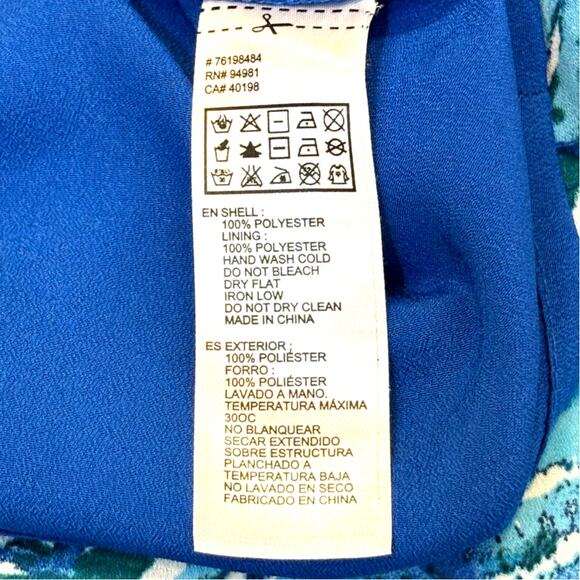 # 76198484
RN# 94981
CA# 40198
EN SHELL :
100% POLYESTER
LINING :
100% POLYESTER
HAND WASH COLD
DO NOT BLEACH
DRY FLAT
IRON LOW
DO NOT DRY CLEAN
MADE IN CHINA
ES EXTERIOR ;
100% POLIÉSTER
FORRO :
100% POLIÉSTER
LAVADO A MANO.
TEMPERATURA MÁXIMA
30OC
NO BLANQUEAR
SECAR EXTENDIDO
SOBRE ESTRUCTURA
PLANCHADO A
TEMPERATURA BAJA
NO LAVADO EN SECO
FABRICADO EN CHINA